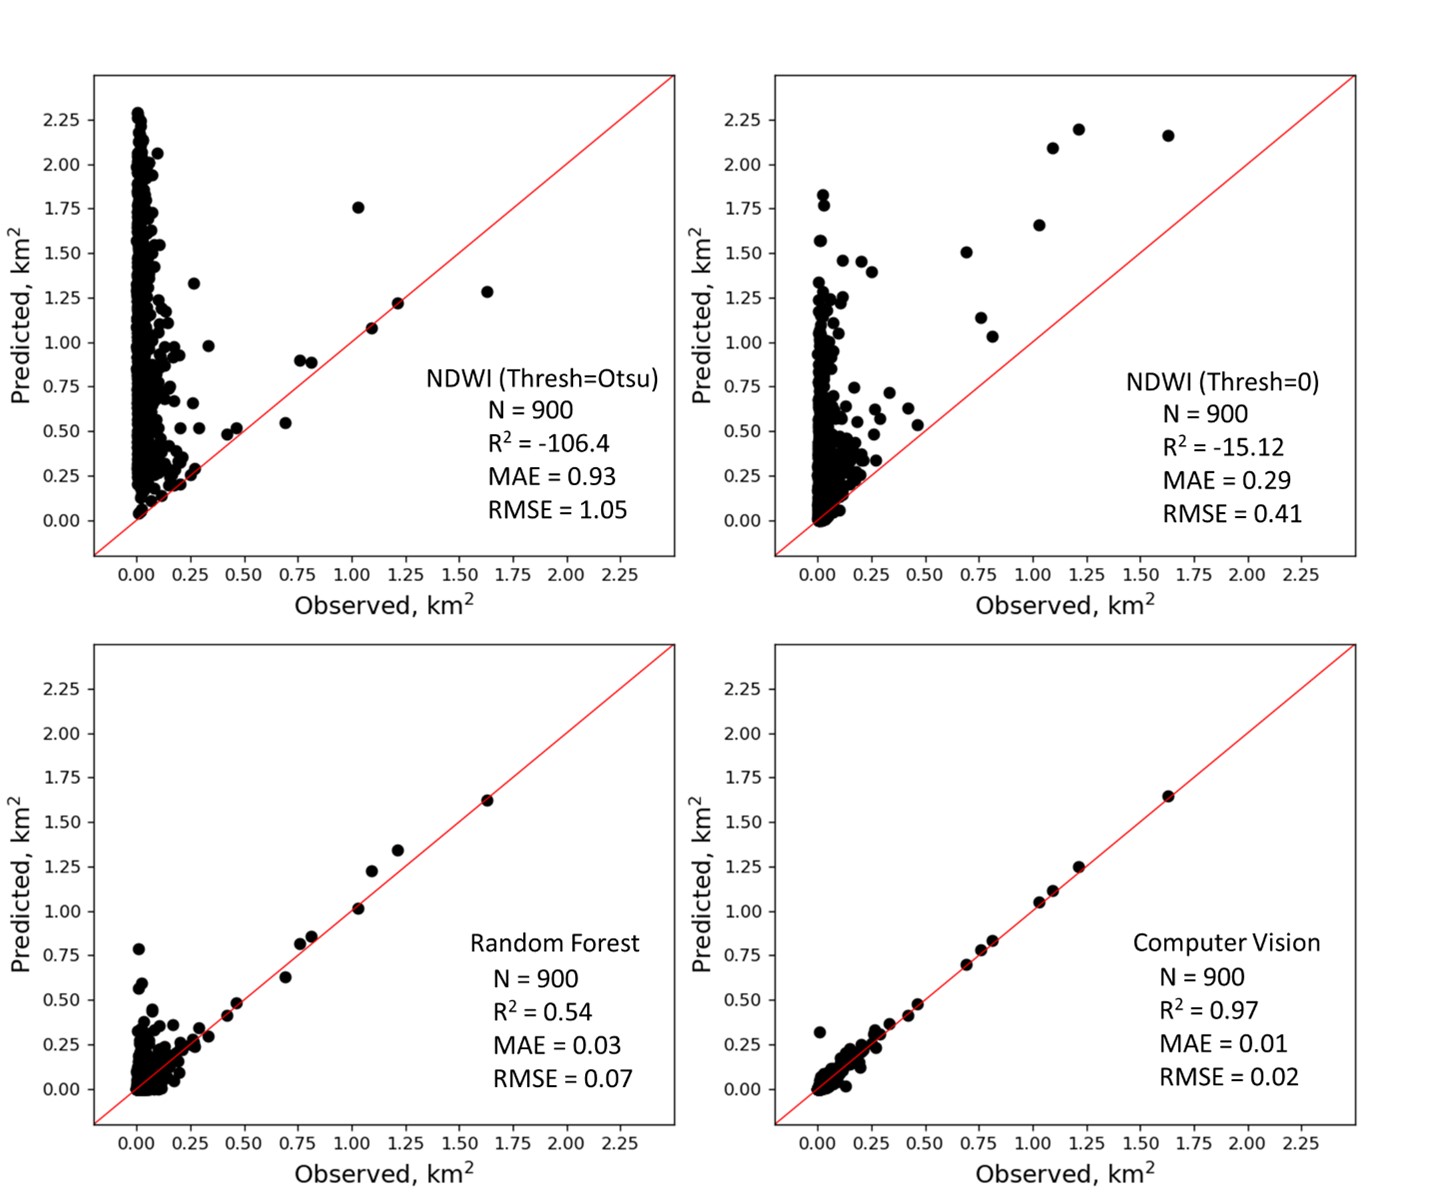 2.25
2.00
1.75
1.50
1.25
1.00
0.75
0.50
0.25
0.00
Predicted, km²
NDWI (Thresh=Otsu)
N = 900
R² = -106.4
MAE = 0.93
RMSE = 1.05
0.00 0.25 0.50 0.75 1.00 1.25 1.50 1.75 2.00 2.25
Observed, km²
2.25
2.00
1.75
1.50
1.25
1.00
0.75
0.50
0.25
0.00
Predicted, km²
NDWI (Thresh=0)
N = 900
R² = -15.12
MAE = 0.29
RMSE = 0.41
0.00 0.25 0.50 0.75 1.00 1.25 1.50 1.75 2.00 2.25
Observed, km²
2.25
2.00
1.75
1.50
1.25
1.00
0.75
0.50
0.25
0.00
Predicted, km²
Random Forest
N = 900
R² = 0.54
MAE = 0.03
RMSE = 0.07
0.00 0.25 0.50 0.75 1.00 1.25 1.50 1.75 2.00 2.25
Observed, km²
2.25
2.00
1.75
1.50
1.25
1.00
0.75
0.50
0.25
0.00
Predicted, km²
Computer Vision
N = 900
R² = 0.97
MAE = 0.01
RMSE = 0.02
0.00 0.25 0.50 0.75 1.00 1.25 1.50 1.75 2.00 2.25
Observed, km²